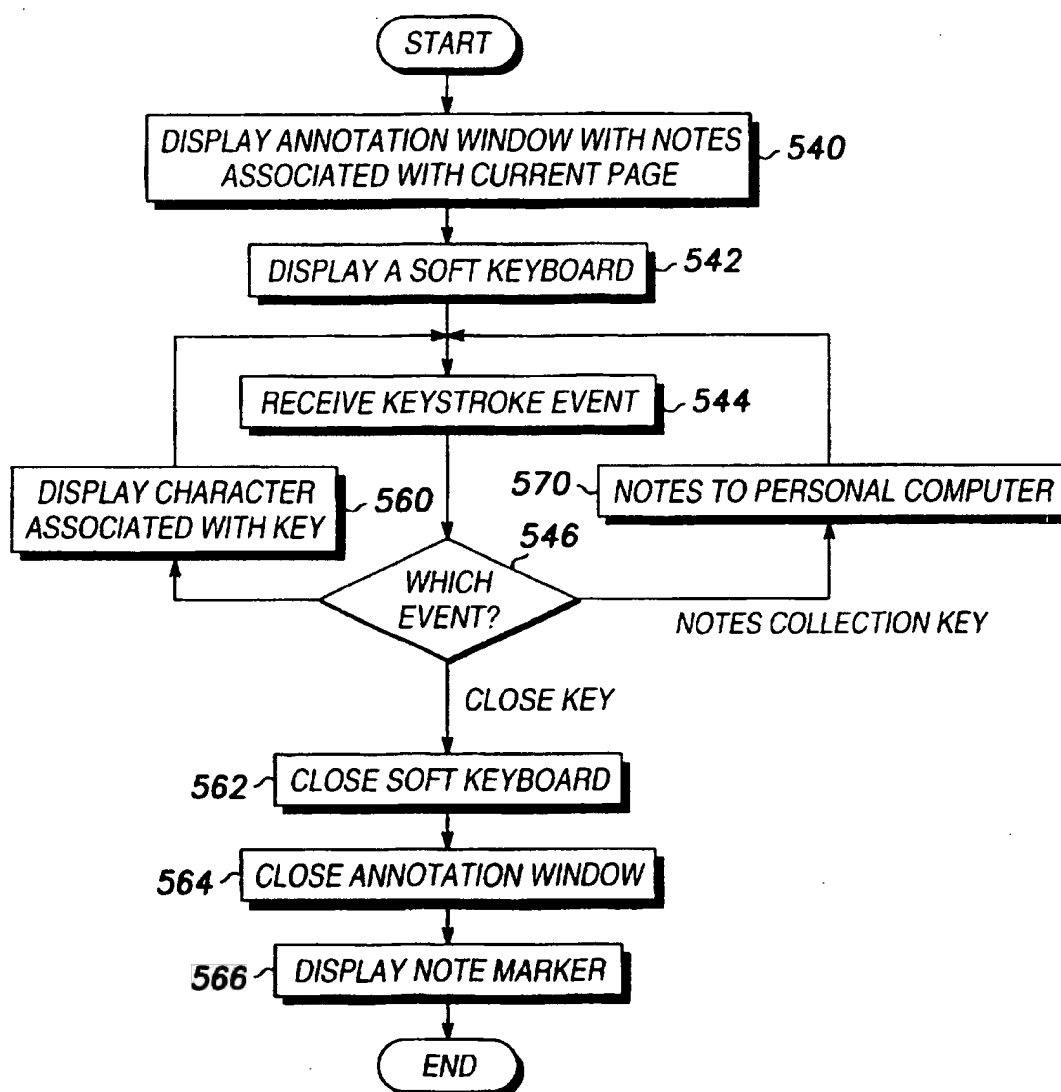 START
DISPLAY ANNOTATION WINDOW WITH NOTES
ASSOCIATED WITH CURRENT PAGE
540
DISPLAY A SOFT KEYBOARD
542
RECEIVE KEYSTROKE EVENT
544
DISPLAY CHARACTER
ASSOCIATED WITH KEY
560
570
NOTES TO PERSONAL COMPUTER
546
WHICH
EVENT?
NOTES COLLECTION KEY
CLOSE KEY
562
CLOSE SOFT KEYBOARD
564
CLOSE ANNOTATION WINDOW
566
DISPLAY NOTE MARKER
END